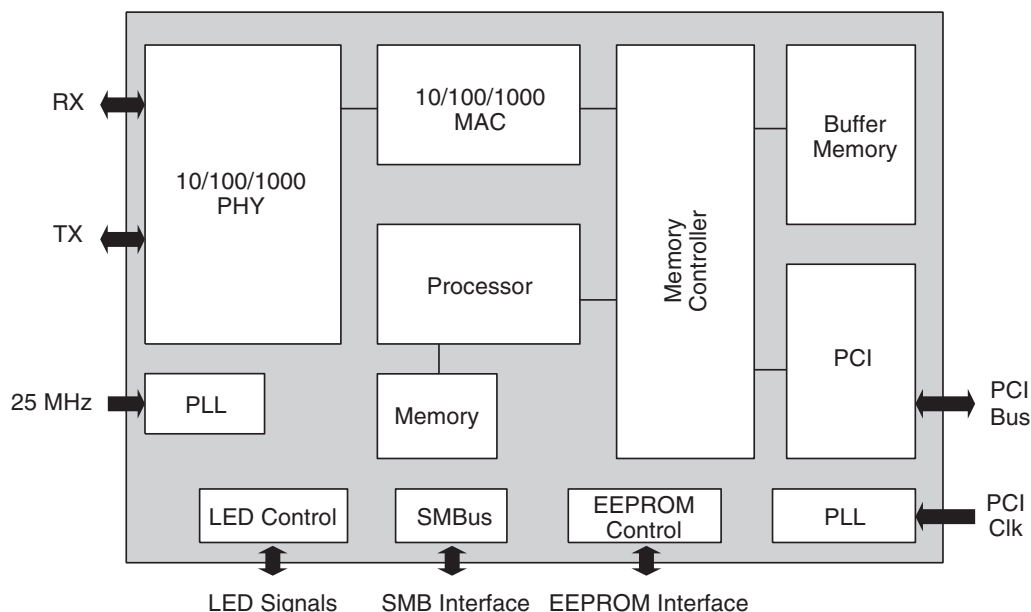 RX
TX
25 MHz
10/100/1000
PHY
10/100/1000
MAC
Processor
Memory
PLL
Memory
Controller
Buffer
Memory
PCI
PCI
Bus
LED Control
SMBus
EEPROM
Control
PLL
PCI
Clk
LED Signals
SMB Interface
EEPROM Interface